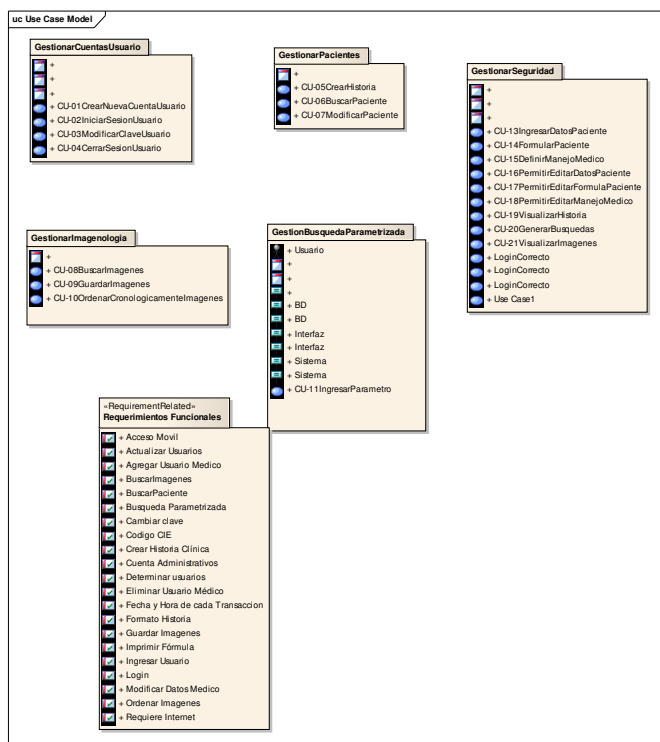 uc Use Case Model
GestionarCuentasUsuario
+
+
+
+ CU-01CrearNuevaCuentaUsuario
+ CU-02IniciarSesionUsuario
+ CU-03ModificarClaveUsuario
+ CU-04CerrarSesionUsuario
GestionarPacientes
+
+ CU-05CrearHistoria
+ CU-06BuscarPaciente
+ CU-07ModificarPaciente
GestionarSeguridad
+
+
+
+ CU-13IngresarDatosPaciente
+ CU-14FormularPaciente
+ CU-15DefinirManejoMedico
+ CU-16PermitirEditarDatosPaciente
+ CU-17PermitirEditarFormulaPaciente
+ CU-18PermitirEditarManejoMedico
+ CU-19VisualizarHistoria
+ CU-20GenerarBusquedas
+ CU-21VisualizarImagenes
+ LoginCorrecto
+ LoginCorrecto
+ LoginCorrecto
+ Use Case1
GestionarImagenologia
+
+ CU-08BuscarImagenes
+ CU-09GuardarImagenes
+ CU-10OrdenarCronologicamenteImagenes
GestionBusquedaParametrizada
+ Usuario
+
+
+
+ BD
+ BD
+ Interfaz
+ Interfaz
+ Sistema
+ Sistema
+ CU-11IngresarParametro
«RequirementRelated»
Requerimientos Funcionales
+ Acceso Movil
+ Actualizar Usuarios
+ Agregar Usuario Medico
+ BuscarImagenes
+ BuscarPaciente
+ Busqueda Parametrizada
+ Cambiar clave
+ Codigo CIE
+ Crear Historia Clínica
+ Cuenta Administrativos
+ Determinar usuarios
+ Eliminar Usuario Médico
+ Fecha y Hora de cada Transaccion
+ Formato Historia
+ Guardar Imagenes
+ Imprimir Fórmula
+ Ingresar Usuario
+ Login
+ Modificar Datos Medico
+ Ordenar Imagenes
+ Requiere Internet